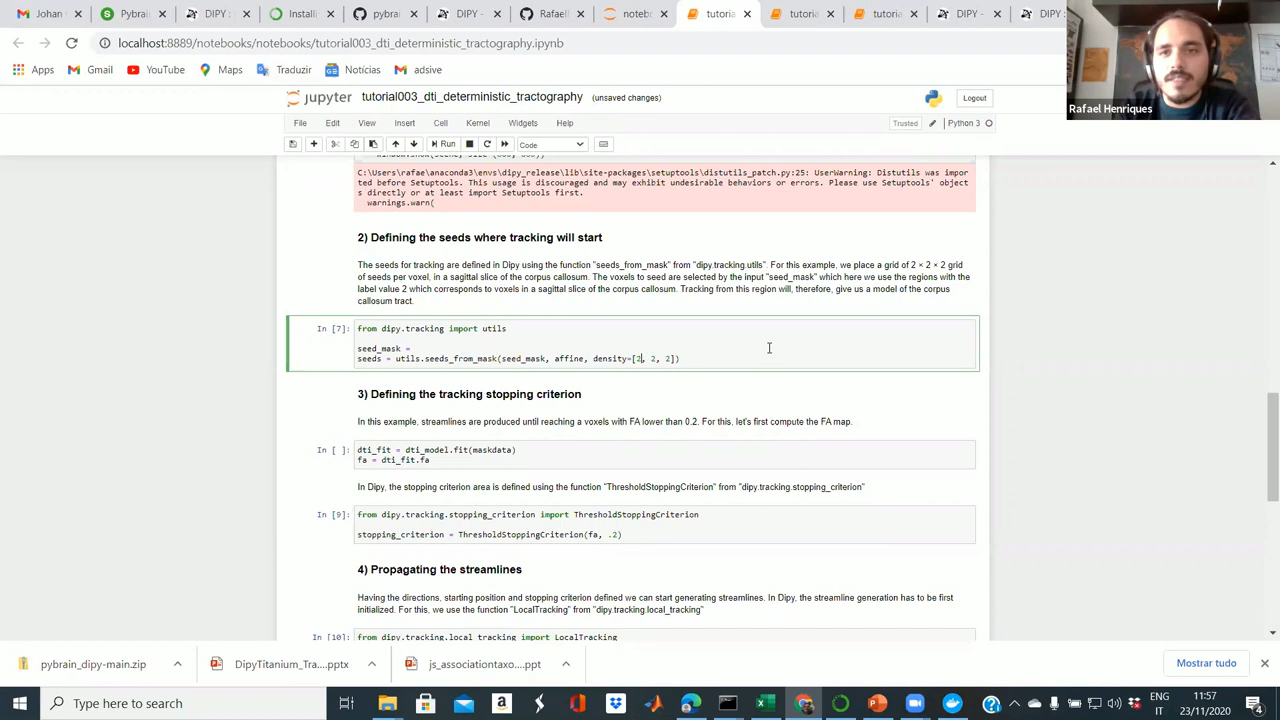 Johan
Pybrain
DIPY
Installi
pybra
DIPY -
Rafaell
noteb
tutoria
tutoria
tutoria
DIPY -
DIPY
localhost:8889/notebooks/notebooks/tutorial003_dti_deterministic_tractography.ipynb
Apps
Gmail
YouTube
Maps
Traduzir
Notícias
adsive
Rafael Henriques
jupyter
tutorial003_dti_deterministic_tractography
(unsaved changes)
Logout
File
Edit
View
Insert
Cell
Kernel
Widgets
Help
Trusted
Python 3
Run
Code
C:\Users\rafae\anaconda3\envs\dipy_release\lib\site-packages\setuptools\distutils_patch.py:25: UserWarning: Distutils was impor
ted before Setuptools. This usage is discouraged and may exhibit undesirable behaviors or errors. Please use Setuptools' object
s directly or at least import Setuptools first.
warnings.warn(
2) Defining the seeds where tracking will start
The seeds for tracking are defined in Dipy using the function "seeds_from_mask" from "dipy.tracking.utils". For this example, we place a grid of 2 × 2 × 2 grid
of seeds per voxel, in a sagittal slice of the corpus callosum. The voxels to seed are selected by the input "seed_mask" which here we use the regions with the
label value 2 which corresponds to voxels in a sagittal slice of the corpus callosum. Tracking from this region will, therefore, give us a model of the corpus
callosum tract.
In [7]:
from dipy.tracking import utils
seed_mask =
seeds = utils.seeds_from_mask(seed_mask, affine, density=[2, 2, 2])
3) Defining the tracking stopping criterion
In this example, streamlines are produced until reaching a voxels with FA lower than 0.2. For this, let's first compute the FA map.
In [ ]:
dti_fit = dti_model.fit(maskdata)
fa = dti_fit.fa
In Dipy, the stopping criterion area is defined using the function "ThresholdStoppingCriterion" from "dipy.tracking.stopping_criterion"
In [9]:
from dipy.tracking.stopping_criterion import ThresholdStoppingCriterion
stopping_criterion = ThresholdStoppingCriterion(fa, .2)
4) Propagating the streamlines
Having the directions, starting position and stopping criterion defined we can start generating streamlines. In Dipy, the streamline generation has to be first
initialized. For this, we use the function "LocalTracking" from "dipy.tracking.local_tracking"
In [10]:
from dipy.tracking.local_tracking import LocalTracking
pybrain_dipy-main.zip
DipyTitanium_Tra....pptx
js_associationtaxo....ppt
Mostrar tudo
Type here to search
ENG
IT
11:57
23/11/2020
4